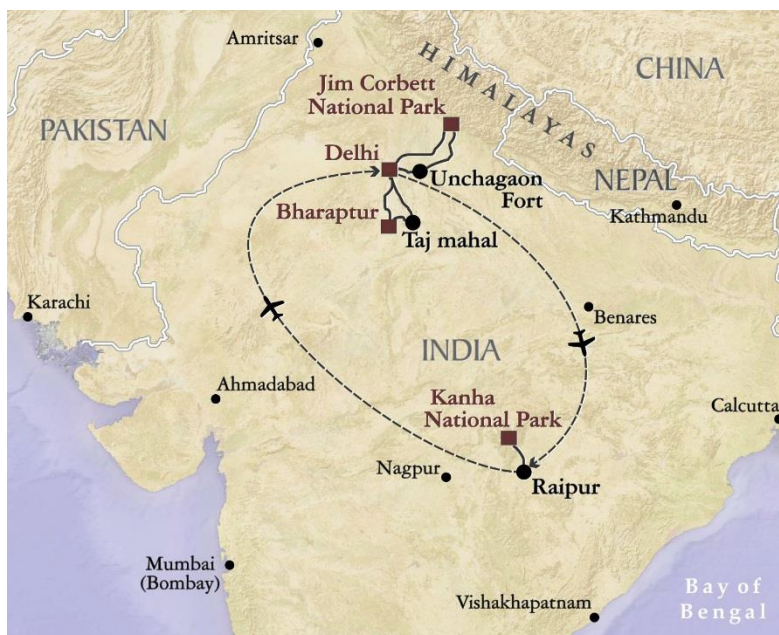 Amritsar
HIMALAYAS
CHINA
Jim Corbett
National Park
PAKISTAN
Delhi
Unchagaon
Fort
NEPAL
Bharaptur
Kathmandu
Taj mahal
Karachi
Benares
INDIA
Ahmadabad
Kanha
National Park
Calcutta
Nagpur
Raipur
Mumbai
(Bombay)
Bay of
Bengal
Vishakhapatnam